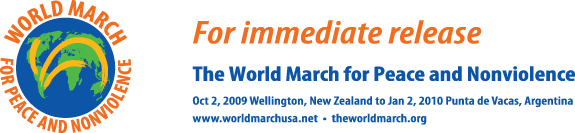 WORLD MARCH
FOR PEACE AND NONVIOLENCE
For immediate release
The World March for Peace and Nonviolence
Oct 2, 2009 Wellington, New Zealand to Jan 2, 2010 Punta de Vacas, Argentina
www.worldmarchusa.net • theworldmarch.org